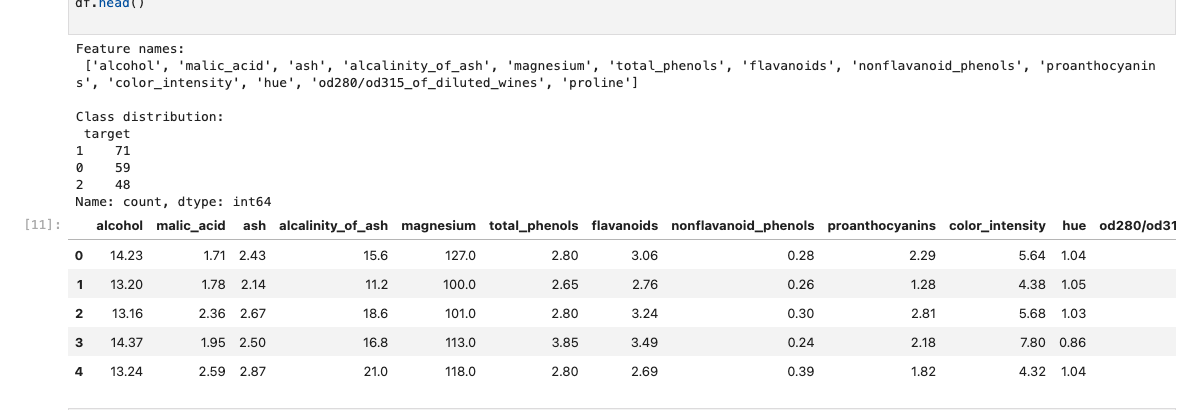 df.head()
Feature names:
 ['alcohol', 'malic_acid', 'ash', 'alcalinity_of_ash', 'magnesium', 'total_phenols', 'flavanoids', 'nonflavanoid_phenols', 'proanthocyanin
s', 'color_intensity', 'hue', 'od280/od315_of_diluted_wines', 'proline']
Class distribution:
 target
1    71
0    59
2    48
Name: count, dtype: int64
[11]: alcohol malic_acid ash alcalinity_of_ash magnesium total_phenols flavanoids nonflavanoid_phenols proanthocyanins color_intensity hue od280/od31
0 14.23 1.71 2.43 15.6 127.0 2.80 3.06 0.28 2.29 5.64 1.04
1 13.20 1.78 2.14 11.2 100.0 2.65 2.76 0.26 1.28 4.38 1.05
2 13.16 2.36 2.67 18.6 101.0 2.80 3.24 0.30 2.81 5.68 1.03
3 14.37 1.95 2.50 16.8 113.0 3.85 3.49 0.24 2.18 7.80 0.86
4 13.24 2.59 2.87 21.0 118.0 2.80 2.69 0.39 1.82 4.32 1.04